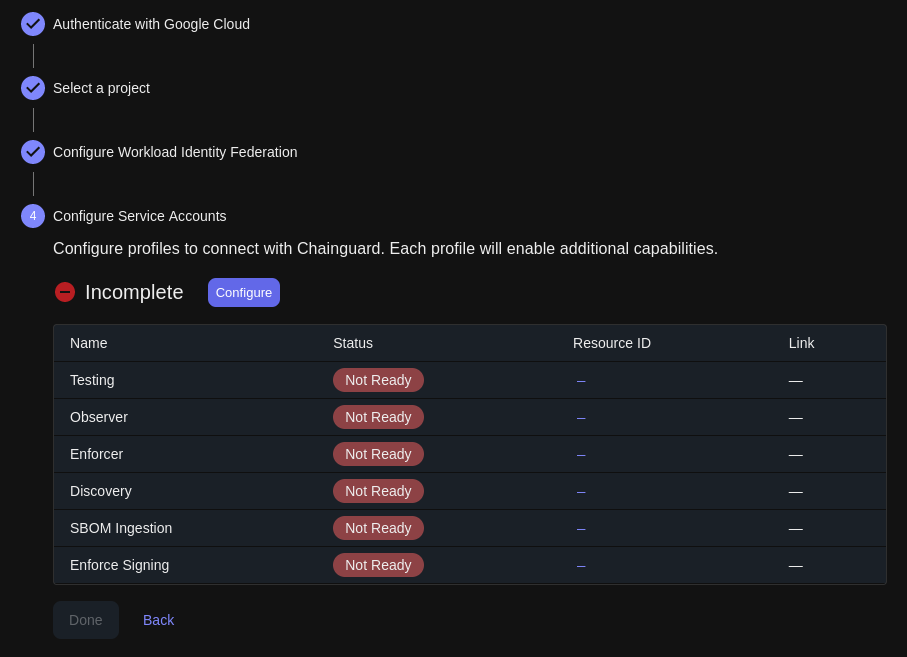 Authenticate with Google Cloud
Select a project
Configure Workload Identity Federation
4 Configure Service Accounts
Configure profiles to connect with Chainguard. Each profile will enable additional capabilities.
Incomplete Configure
Name Status Resource ID Link
Testing Not Ready – —
Observer Not Ready – —
Enforcer Not Ready – —
Discovery Not Ready – —
SBOM Ingestion Not Ready – —
Enforce Signing Not Ready – —
Done Back